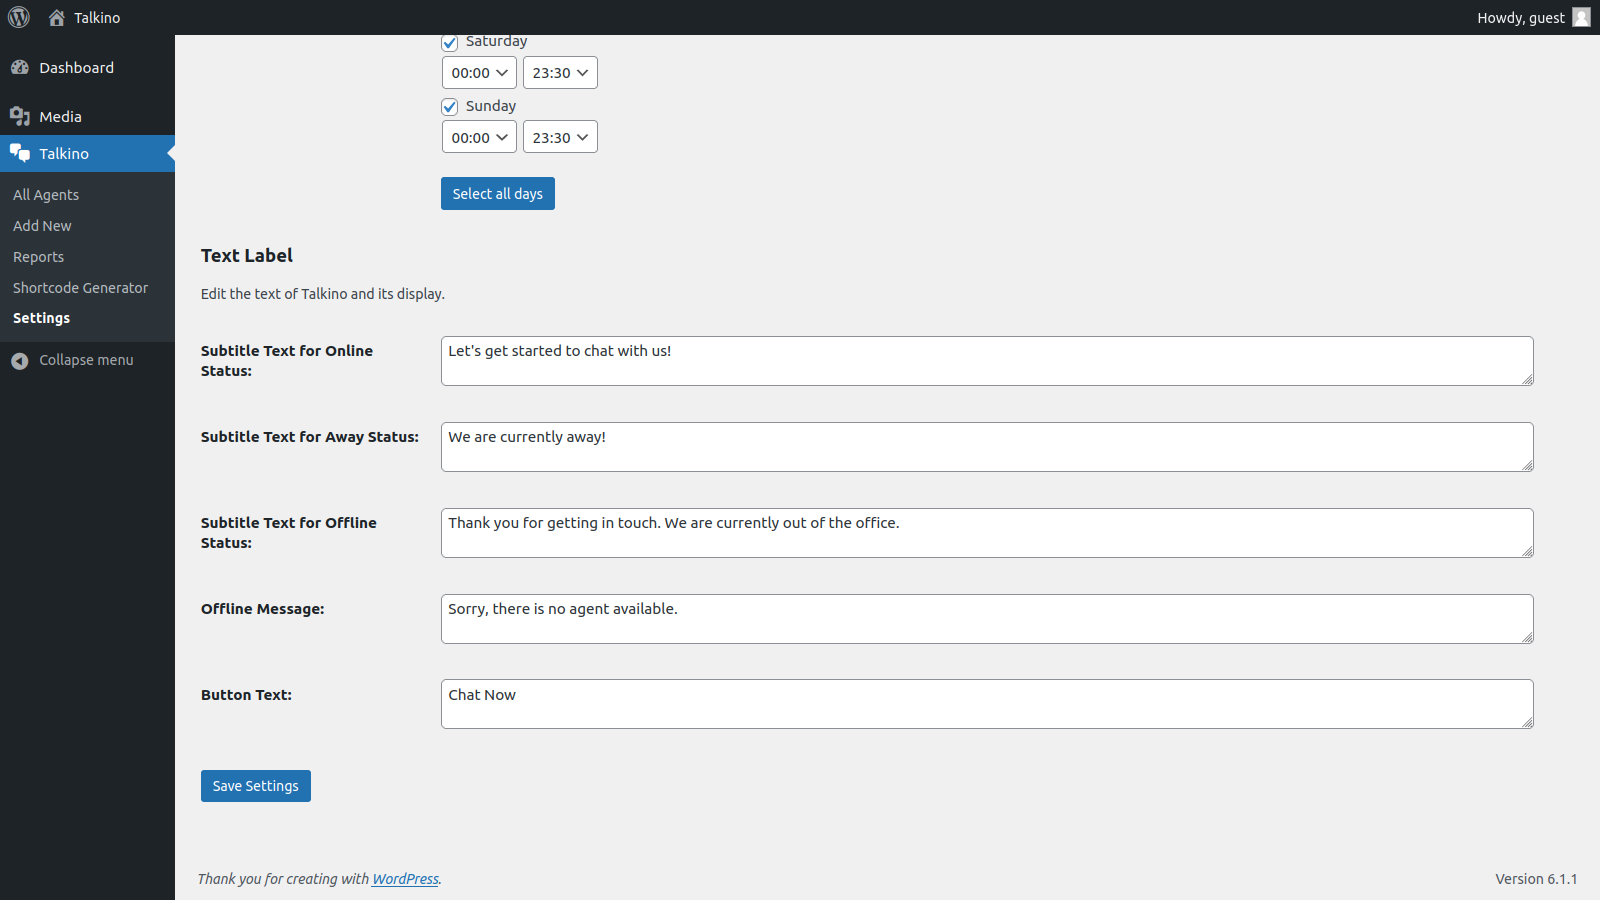 Talkino
Howdy, guest
Dashboard
Media
Talkino
All Agents
Add New
Reports
Shortcode Generator
Settings
Collapse menu
Saturday
00:00 23:30
Sunday
00:00 23:30
Select all days
Text Label
Edit the text of Talkino and its display.
Subtitle Text for Online
Status:
Let's get started to chat with us!
Subtitle Text for Away Status:
We are currently away!
Subtitle Text for Offline
Status:
Thank you for getting in touch. We are currently out of the office.
Offline Message:
Sorry, there is no agent available.
Button Text:
Chat Now
Save Settings
Thank you for creating with WordPress.
Version 6.1.1